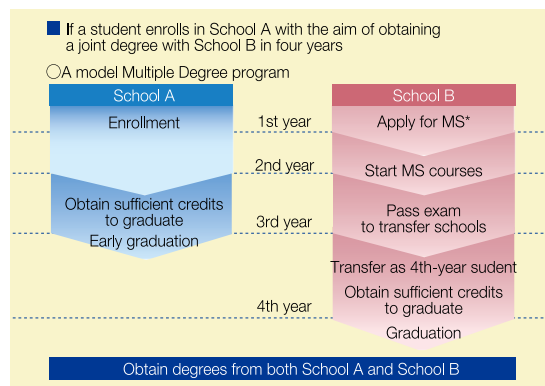 ■ If a student enrolls in School A with the aim of obtaining
a joint degree with School B in four years
○A model Multiple Degree program
School A
School B
Enrollment
1st year
Apply for MS*
2nd year
Start MS courses
Obtain sufficient credits
to graduate
Early graduation
3rd year
Pass exam
to transfer schools
Transfer as 4th-year sudent
Obtain sufficient credits
to graduate
4th year
Graduation
Obtain degrees from both School A and School B